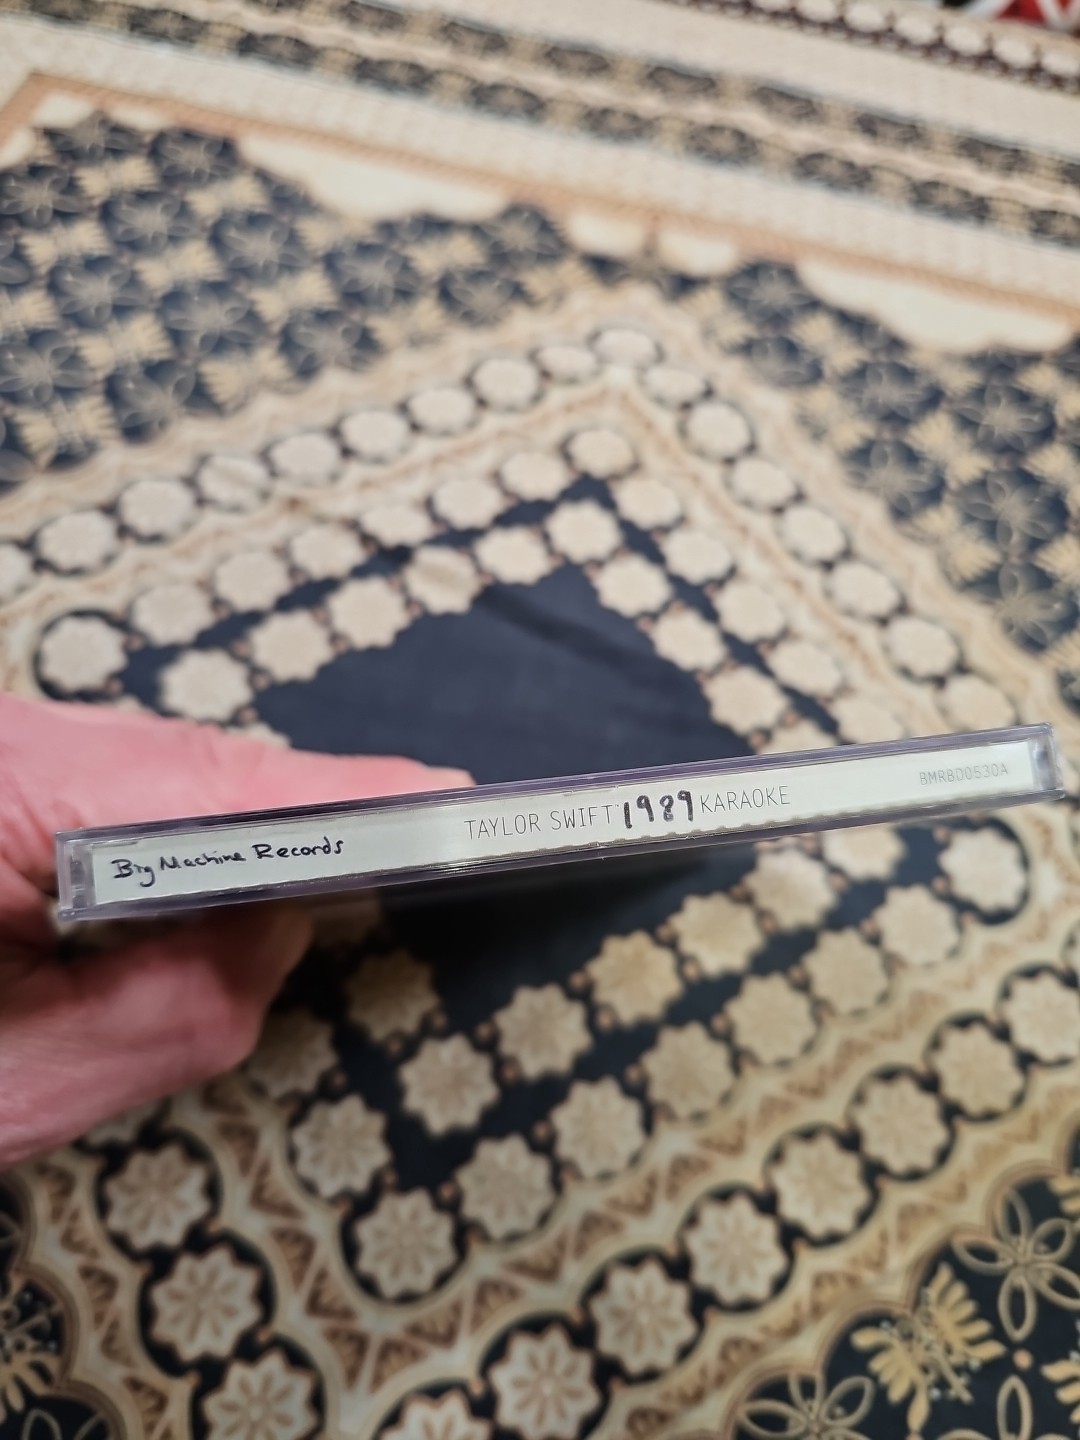 Big Machine Records TAYLOR SWIFT 1989 KARAOKE BMRBD0530A